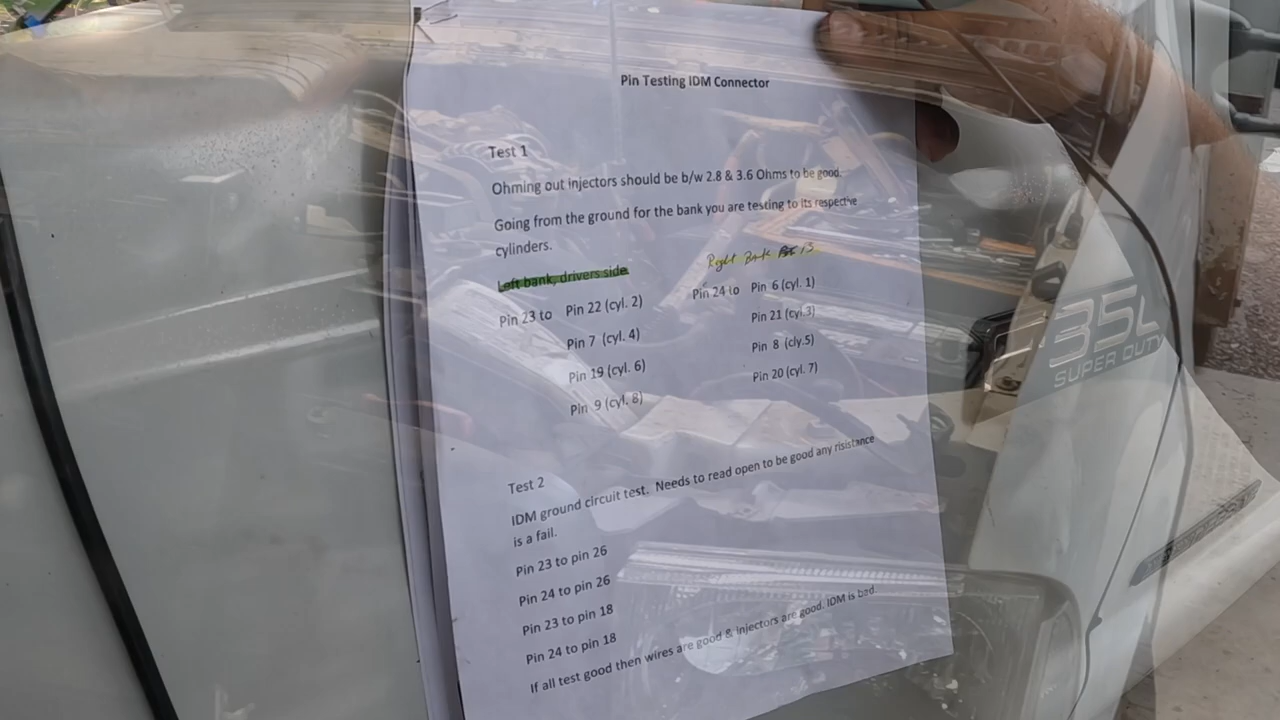 Pin Testing IDM Connector
Test 1
Ohming out injectors should be b/w 2.8 & 3.6 Ohms to be good.
Going from the ground for the bank you are testing to its respective
cylinders.
Left bank, drivers side
Right Bank
Pin 23 to Pin 22 (cyl. 2)
Pin 7 (cyl. 4)
Pin 19 (cyl. 6)
Pin 9 (cyl. 8)
Pin 24 to Pin 6 (cyl. 1)
Pin 21 (cyl.3)
Pin 8 (cly.5)
Pin 20 (cyl. 7)
Test 2
IDM ground circuit test. Needs to read open to be good any risistance
is a fail.
Pin 23 to pin 26
Pin 24 to pin 26
Pin 23 to pin 18
Pin 24 to pin 18
If all test good then wires are good & injectors are good. IDM is bad
35L
SUPER DUTY